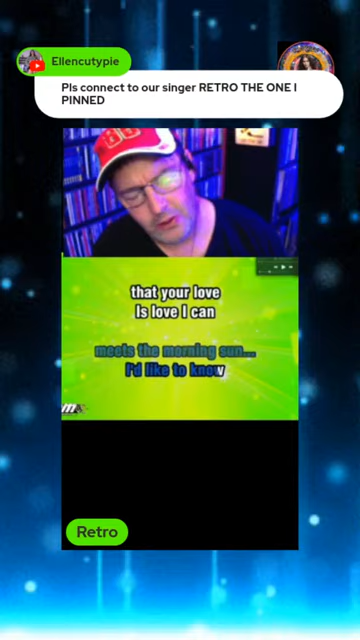 Ellencutypie
Pls connect to our singer RETRO THE ONE I
PINNED
that your love
Is love I can
meets the morning sun...
I'd like to know
Retro